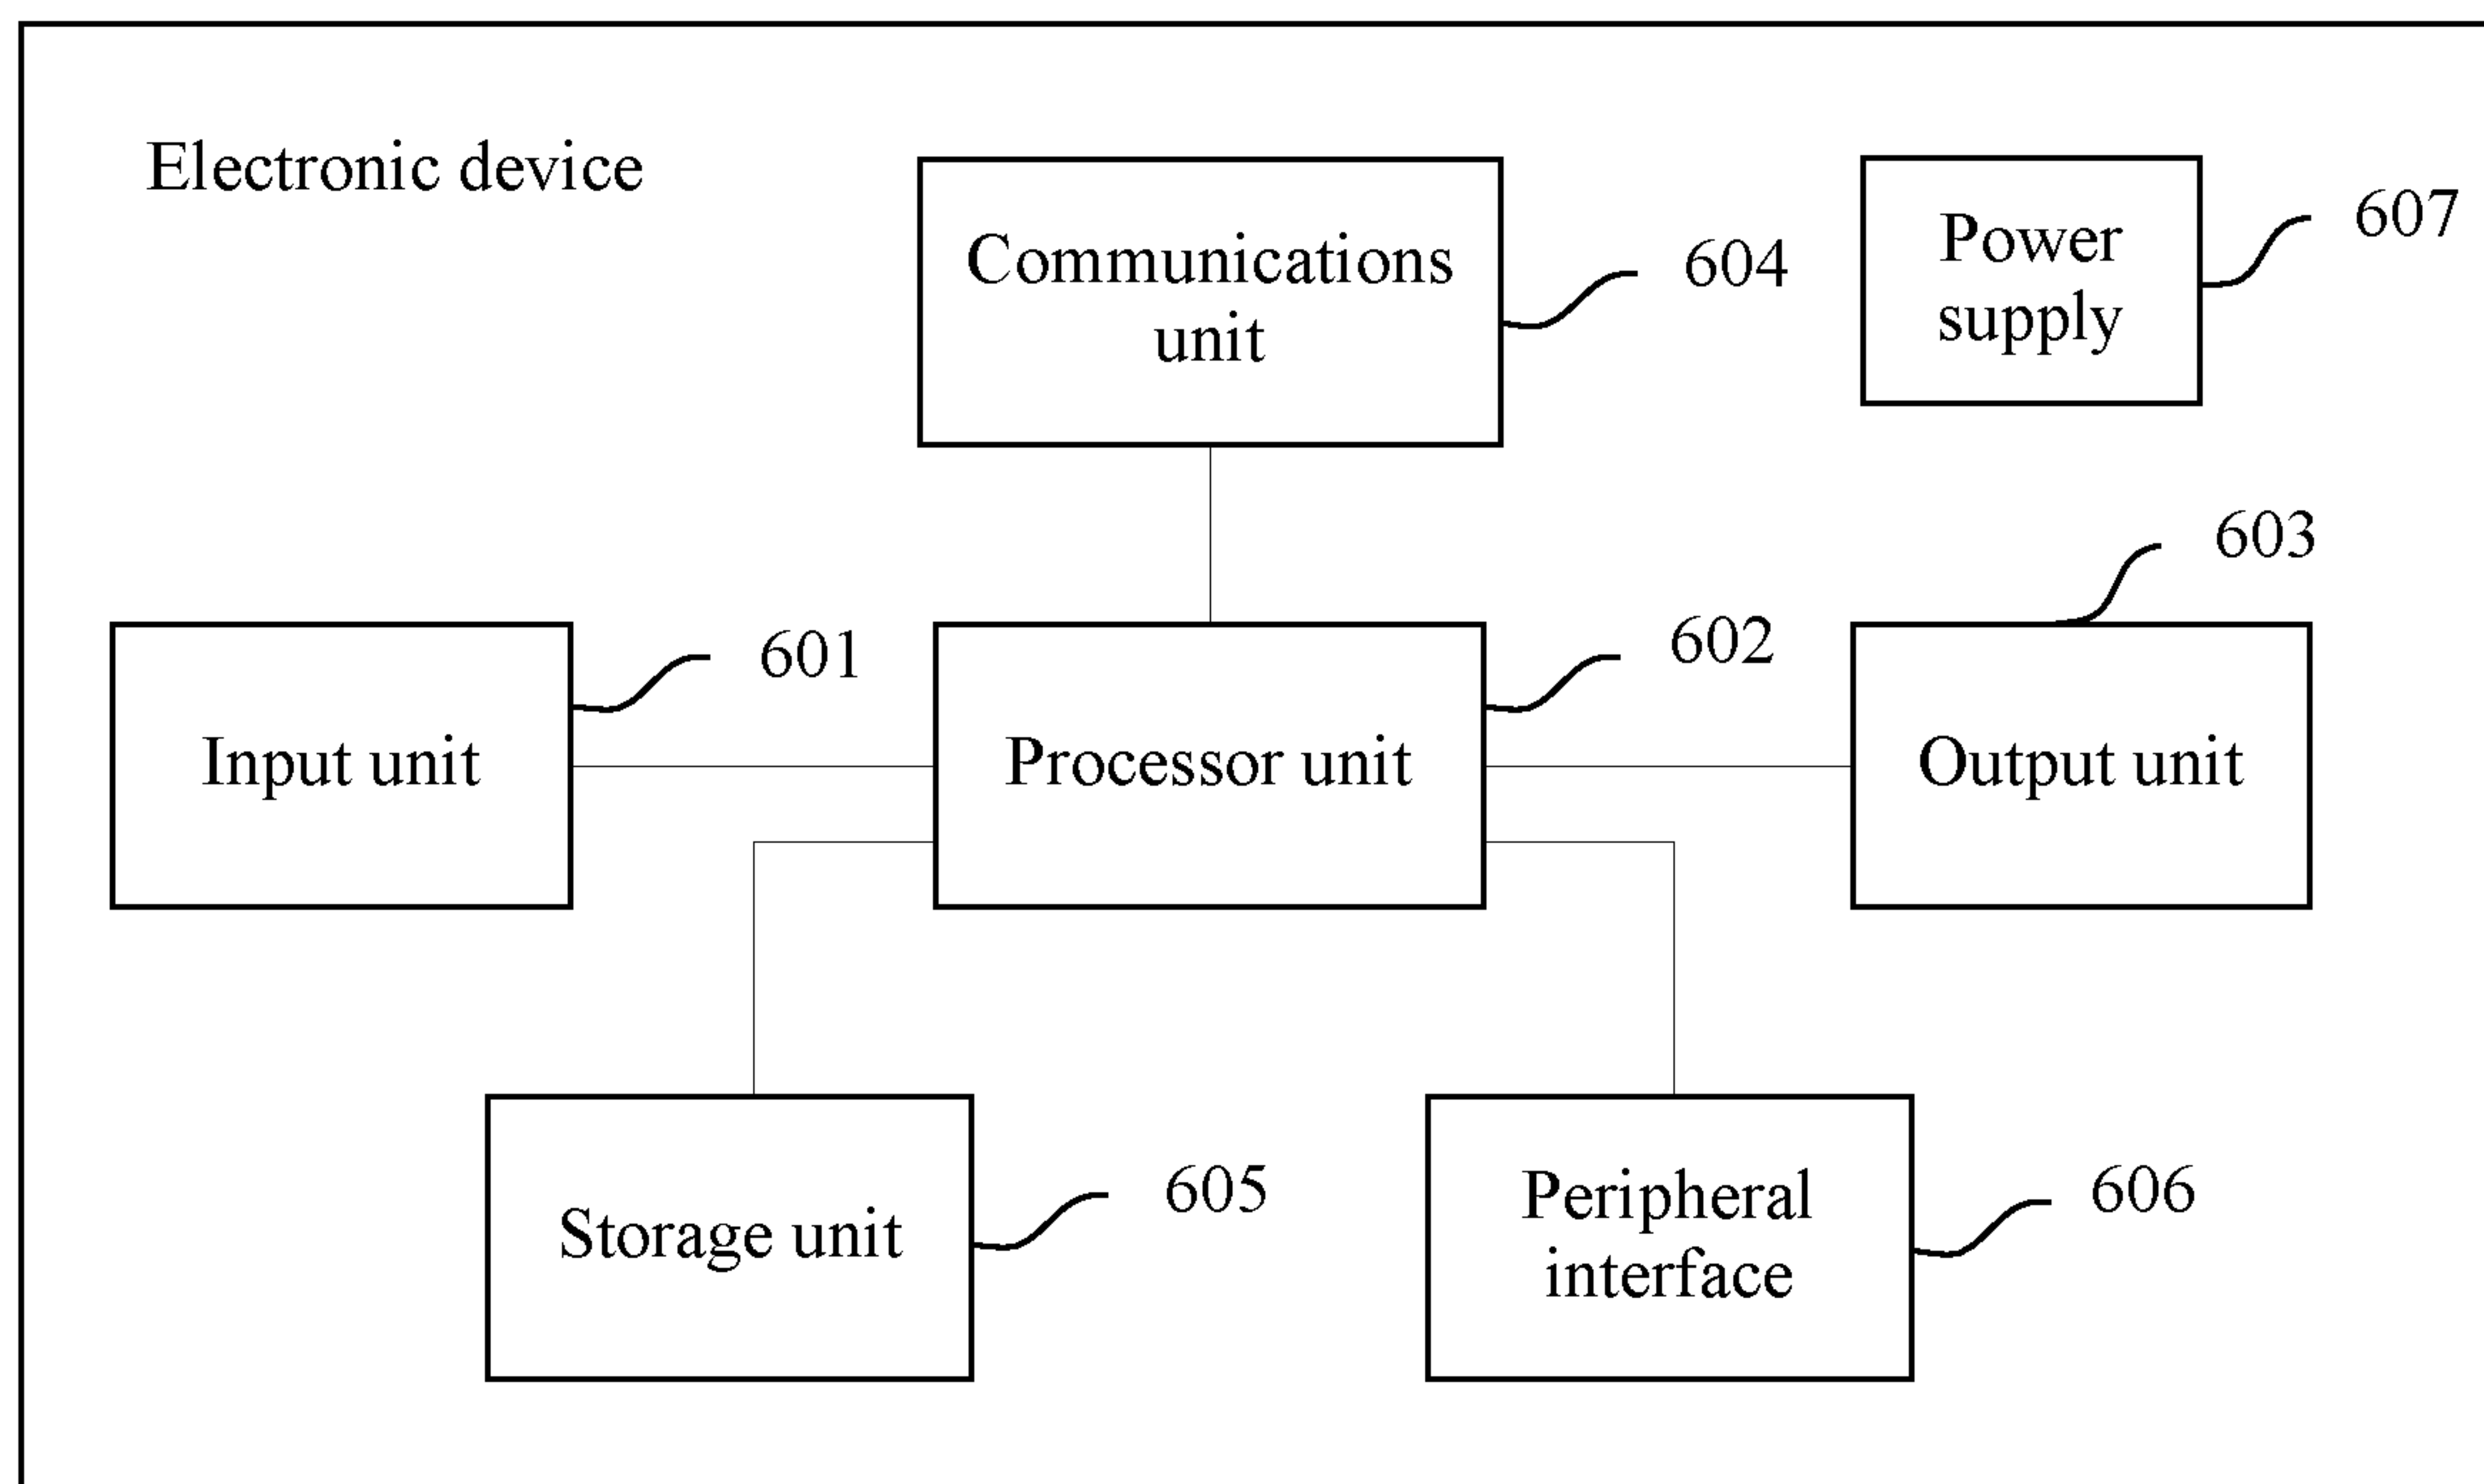 Electronic device
Communications
unit
604
Power
supply
607
603
Input unit
601
Processor unit
602
Output unit
Storage unit
605
Peripheral
interface
606